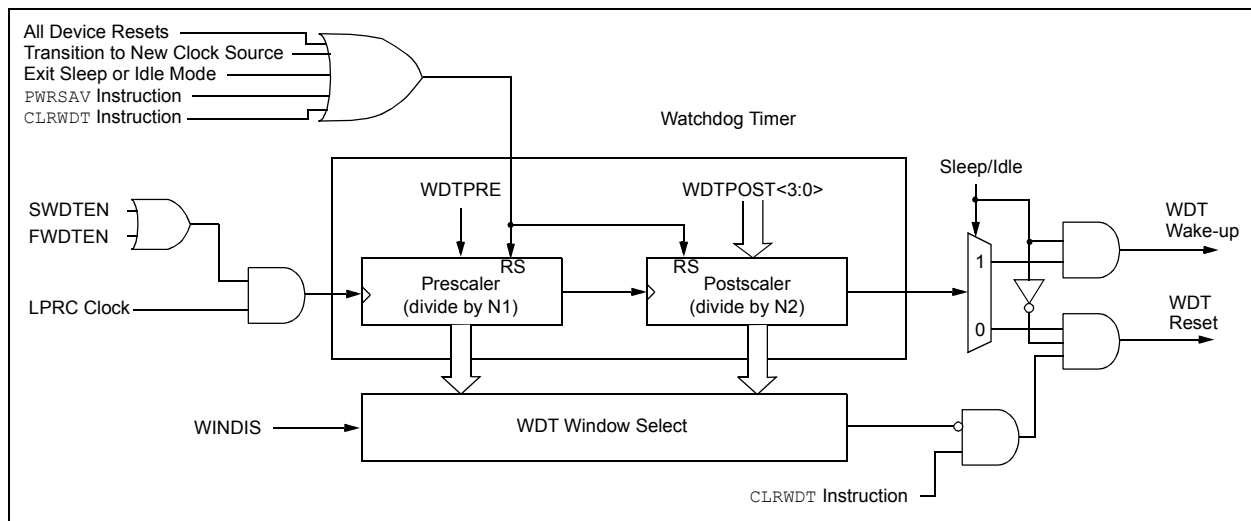 All Device Resets
Transition to New Clock Source
Exit Sleep or Idle Mode
PWRSAV Instruction
CLRWDT Instruction
Watchdog Timer
Sleep/Idle
WDTPRE
WDTPOST<3:0>
SWDTEN
FWDTEN
WDT
Wake-up
RS
RS
1
Prescaler
(divide by N1)
Postscaler
(divide by N2)
LPRC Clock
WDT
Reset
0
WINDIS
WDT Window Select
CLRWDT Instruction